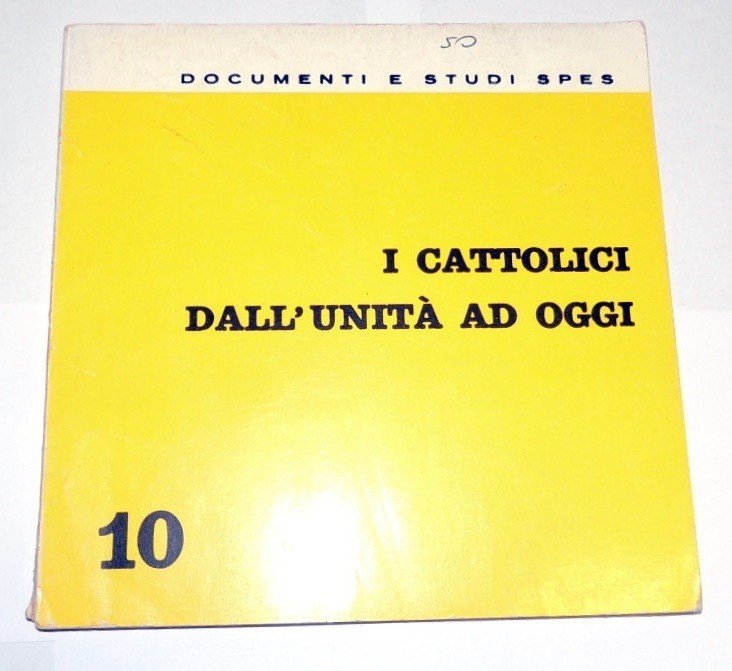 50
DOCUMENTI E STUDI SPES
I CATTOLICI
DALL'UNITÀ AD OGGI
10